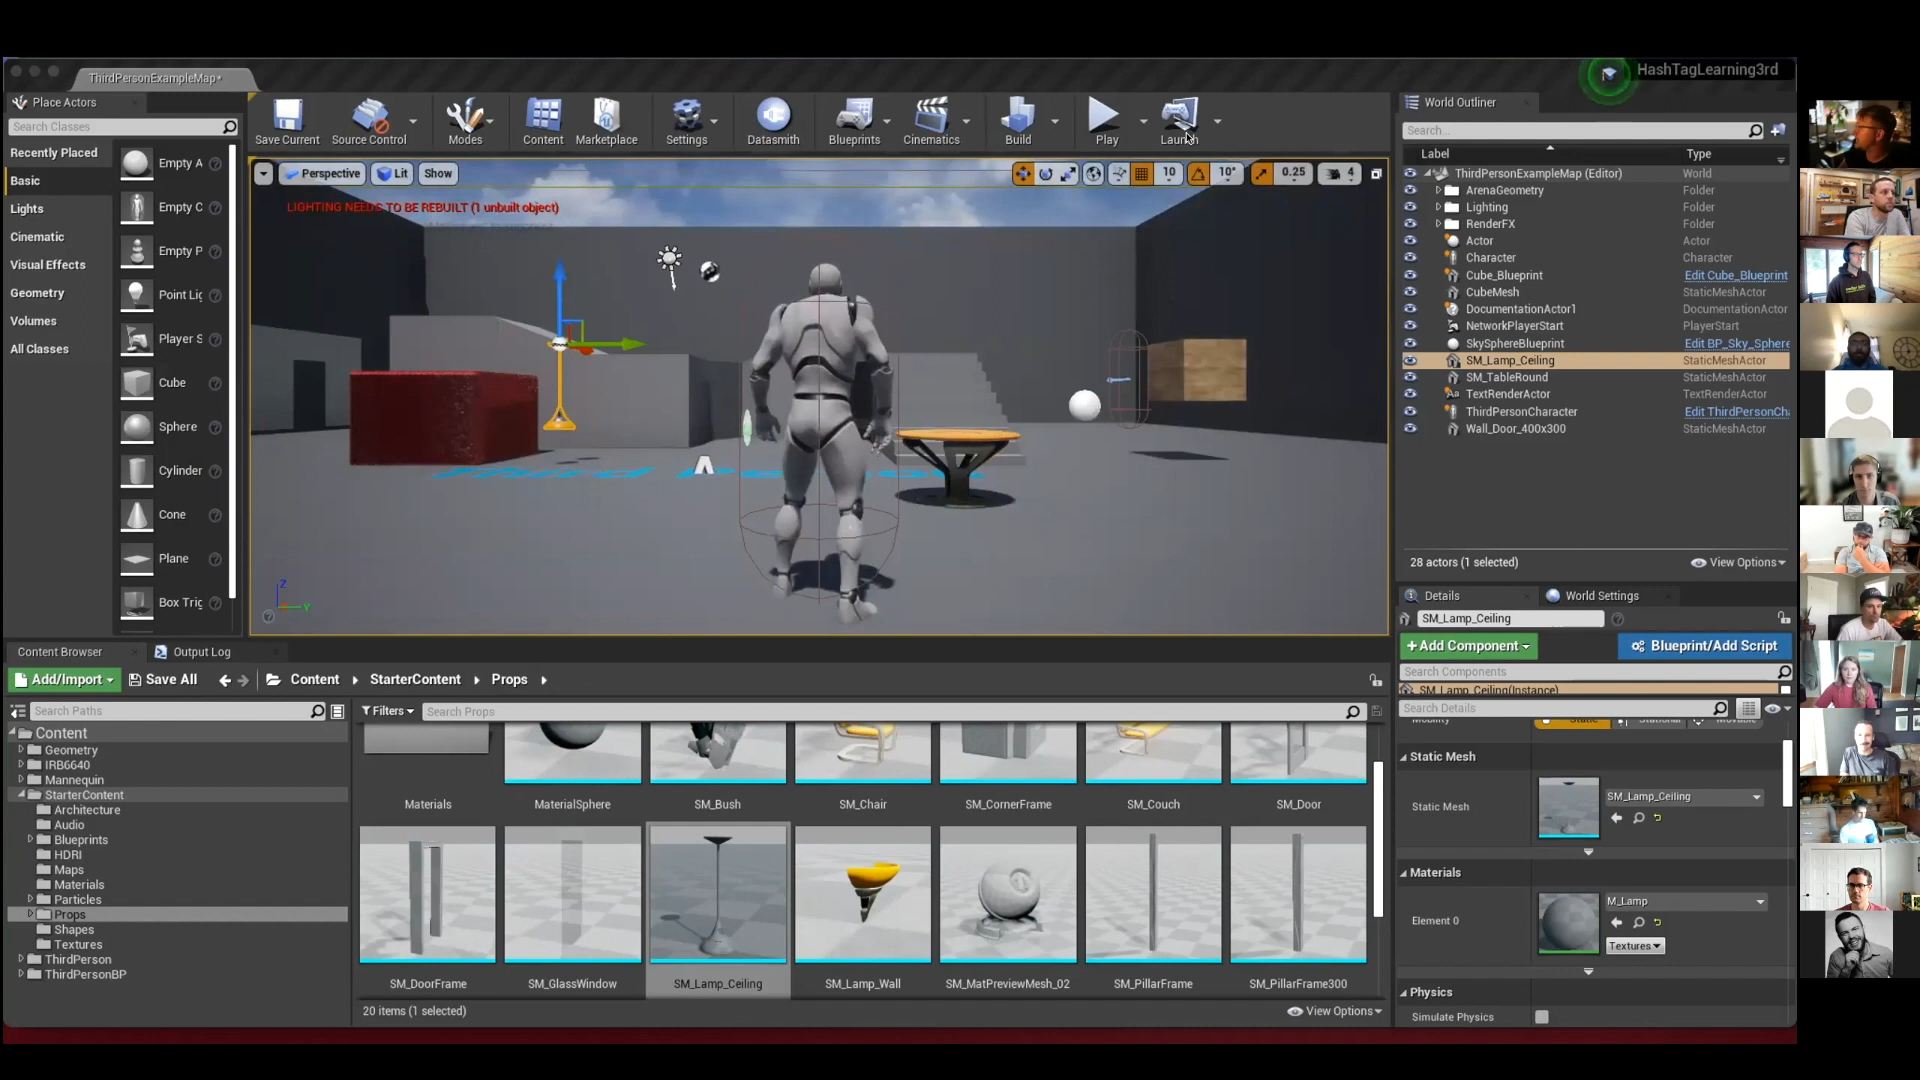 ThirdPersonExampleMap*
HashTagLearning3rd
Place Actors
Search Classes
Recently Placed
Basic
Lights
Cinematic
Visual Effects
Geometry
Volumes
All Classes
Empty A
Empty C
Empty P
Point Lig
Player S
Cube
Sphere
Cylinder
Cone
Plane
Box Trig
Save Current
Source Control
Modes
Content
Marketplace
Settings
Datasmith
Blueprints
Cinematics
Build
Play
Launch
Perspective
Lit
Show
10
10°
0.25
4
LIGHTING NEEDS TO BE REBUILT (1 unbuilt object)
Z
Y
World Outliner
Search...
Label
Type
ThirdPersonExampleMap (Editor) World
ArenaGeometry Folder
Lighting Folder
RenderFX Folder
Actor Actor
Character Character
Cube_Blueprint Edit Cube_Blueprint
CubeMesh StaticMeshActor
DocumentationActor1 DocumentationActor
NetworkPlayerStart PlayerStart
SkySphereBlueprint Edit BP_Sky_Sphere
SM_Lamp_Ceiling StaticMeshActor
SM_TableRound StaticMeshActor
TextRenderActor TextRenderActor
ThirdPersonCharacter Edit ThirdPersonCha
Wall_Door_400x300 StaticMeshActor
28 actors (1 selected)
View Options
Details
World Settings
SM_Lamp_Ceiling
+Add Component
Blueprint/Add Script
Search Components
SM_Lamp_Ceiling(Instance)
Search Details
Mobility Static Stationary Movable
Static Mesh
Static Mesh
SM_Lamp_Ceiling
Materials
Element 0
M_Lamp
Textures
Physics
Simulate Physics
Content Browser
Output Log
Add/Import
Save All
Content
StarterContent
Props
Search Paths
Filters
Search Props
Content
Geometry
IRB6640
Mannequin
StarterContent
Architecture
Audio
Blueprints
HDRI
Maps
Materials
Particles
Props
Shapes
Textures
ThirdPerson
ThirdPersonBP
Materials
MaterialSphere
SM_Bush
SM_Chair
SM_CornerFrame
SM_Couch
SM_Door
SM_DoorFrame
SM_GlassWindow
SM_Lamp_Ceiling
SM_Lamp_Wall
SM_MatPreviewMesh_02
SM_PillarFrame
SM_PillarFrame300
20 items (1 selected)
View Options